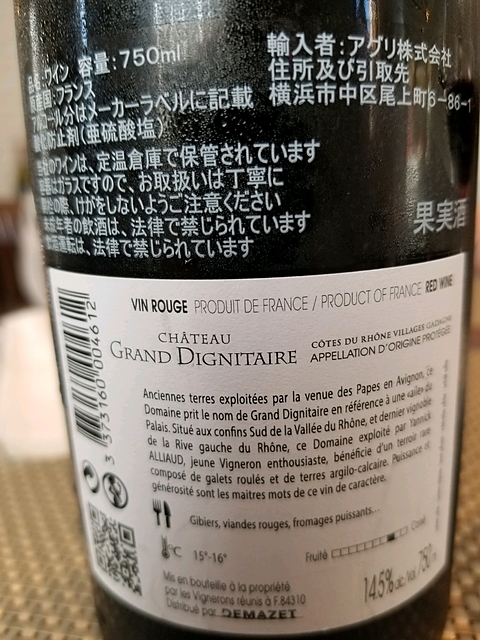 品名:ワイン 容量:750ml
原産国:フランス
アルコール分はメーカーラベルに記載
酸化防止剤(亜硫酸塩)
輸入者:アグリ株式会社
住所及び引取先
横浜市中区尾上町6-86-1
のワインは、定温倉庫で保管されています
はガラスですので、お取扱いは丁寧に
の際、けがをしないようご注意ください
年者の飲酒は、法律で禁じられています
運転は、法律で禁じられています
果実酒
VIN ROUGE PRODUIT DE FRANCE / PRODUCT OF FRANCE RED WINE
CHÂTEAU
GRAND DIGNITAIRE
CÔTES DU RHÔNE VILLAGES GADAGNE
APPELLATION D'ORIGINE PROTÉGÉE
Anciennes terres exploitées par la venue des Papes en Avignon, ce
Domaine prit le nom de Grand Dignitaire en référence à une «aile» du
Palais. Situé aux confins Sud de la Vallée du Rhône, et dernier vignoble
de la Rive gauche du Rhône, ce Domaine exploité par Yannick
ALLIAUD, jeune Vigneron enthousiaste, bénéficie d'un terroir rare
composé de galets roulés et de terres argilo-calcaire. Puissance et
générosité sont les maitres mots de ce vin de caractère.
Gibiers, viandes rouges, fromages puissants...
°C 15°-16°
Fruité Corsé
Mis en bouteille à la propriété
par les Vignerons réunis à F.84310
Distribué par DEMAZET
14.5% alc./Vol. 750 ml
3 373160 004612